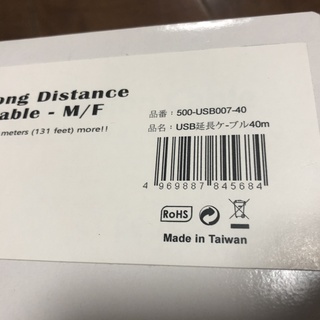 ong Distance
able - M/F
meters (131 feet) more!!
品番：500-USB007-40
品名：USB延長ケ-ブル40m
4 969887 845684
RoHS
Made in Taiwan